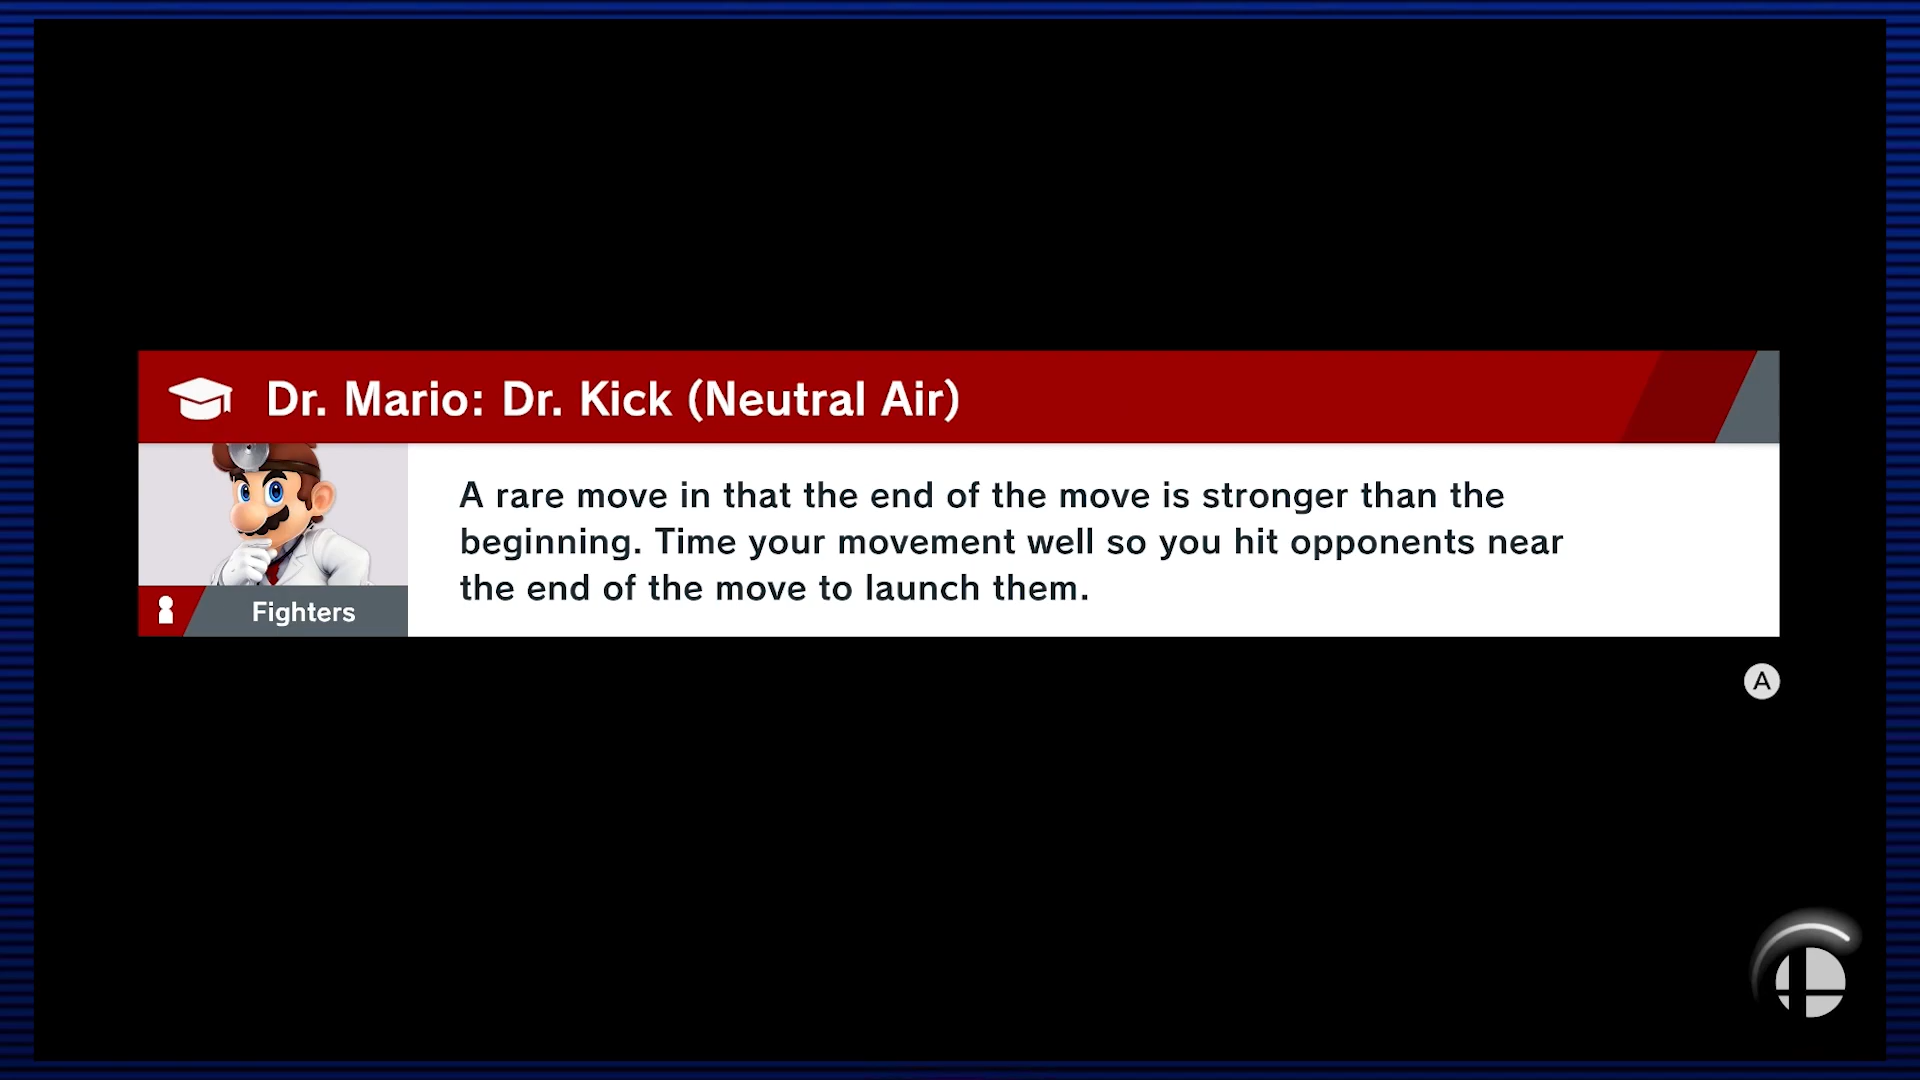 Dr. Mario: Dr. Kick (Neutral Air)
A rare move in that the end of the move is stronger than the
beginning. Time your movement well so you hit opponents near
the end of the move to launch them.
Fighters
A